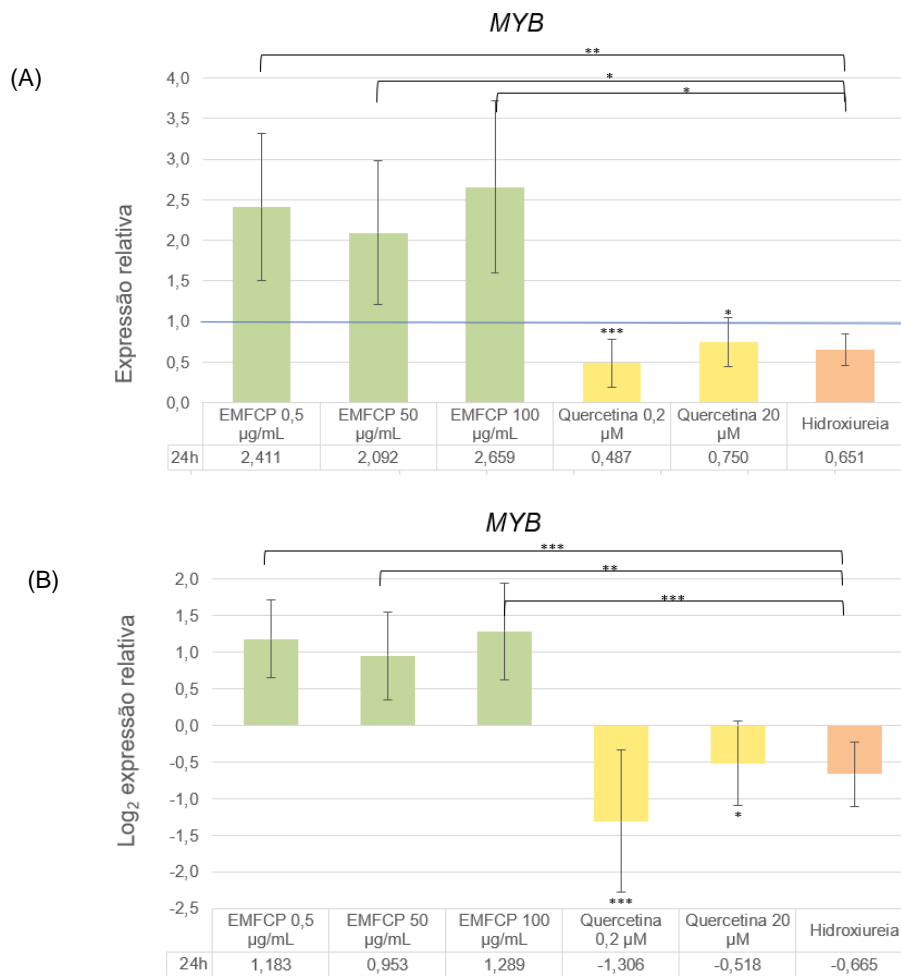 MYB
(A)
**
*
*
Expressão relativa
4,0
3,5
3,0
2,5
2,0
1,5
1,0
0,5
0,0
***
*
EMFCP 0,5 µg/mL
EMFCP 50 µg/mL
EMFCP 100 µg/mL
Quercetina 0,2 µM
Quercetina 20 µM
Hidroxiureia
24h 2,411 2,092 2,659 0,487 0,750 0,651
MYB
(B)
***
**
***
Log2 expressão relativa
2,0
1,5
1,0
0,5
0,0
-0,5
-1,0
-1,5
-2,0
-2,5
*
***
EMFCP 0,5 µg/mL
EMFCP 50 µg/mL
EMFCP 100 µg/mL
Quercetina 0,2 µM
Quercetina 20 µM
Hidroxiureia
24h 1,183 0,953 1,289 -1,306 -0,518 -0,665